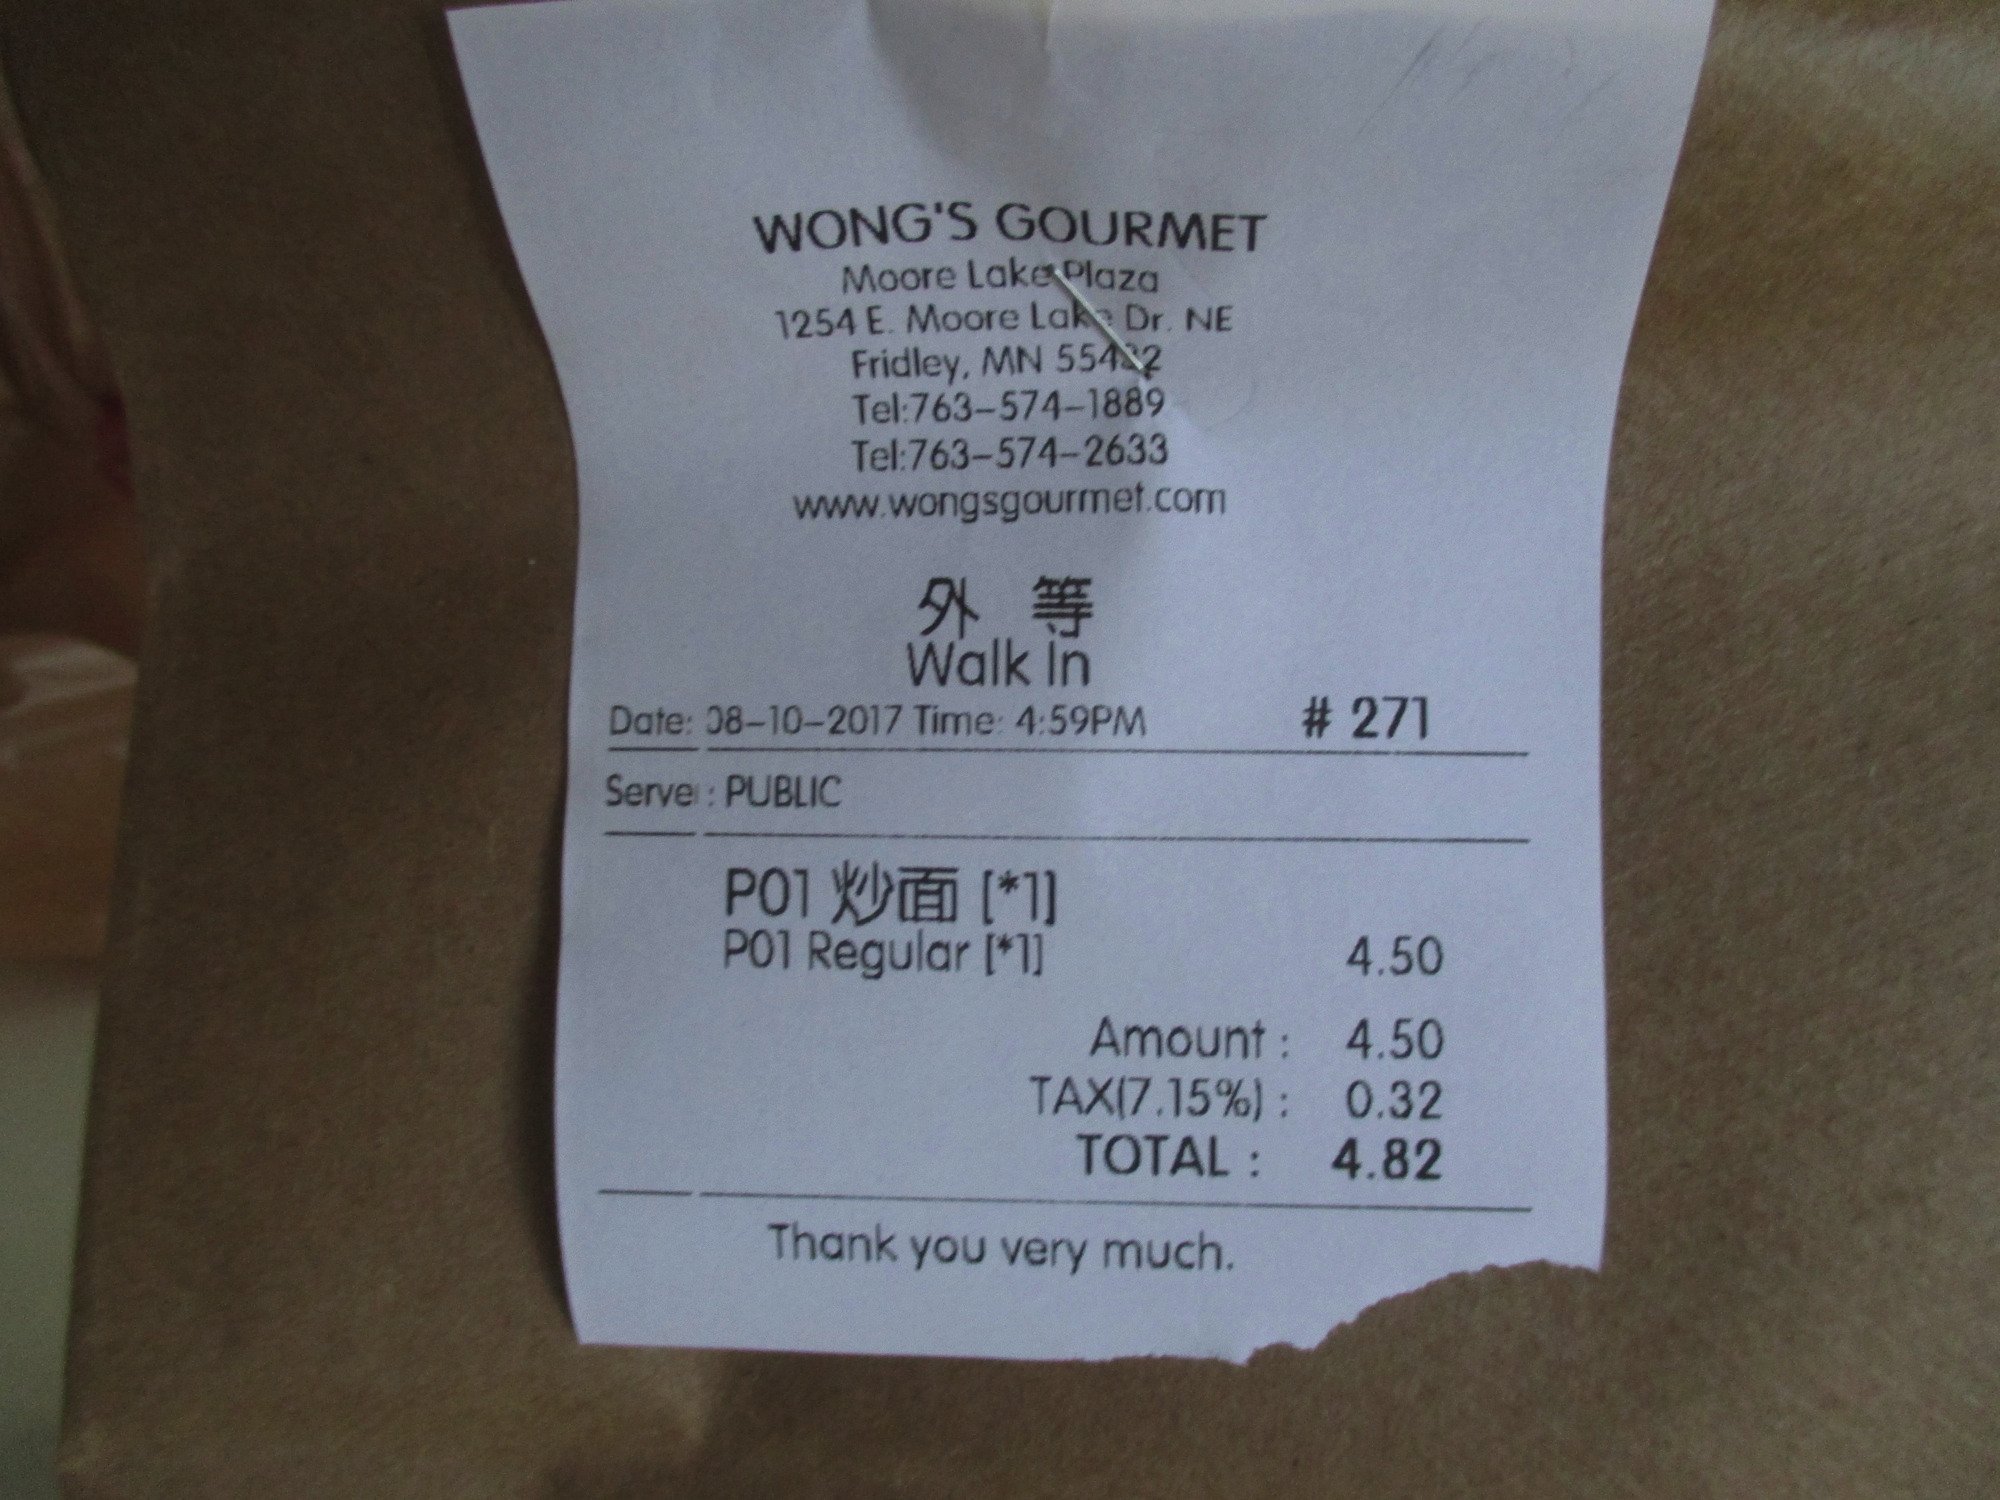 WONG'S GOURMET
Moore Lake Plaza
1254 E. Moore Lake Dr. NE
Fridley, MN 55432
Tel:763-574-1889
Tel:763-574-2633
www.wongsgourmet.com
外 等
Walk In
Date: 08-10-2017 Time: 4:59PM # 271
Server: PUBLIC
P01 炒面 [*1]
P01 Regular [*1] 4.50
Amount : 4.50
TAX(7.15%) : 0.32
TOTAL : 4.82
Thank you very much.